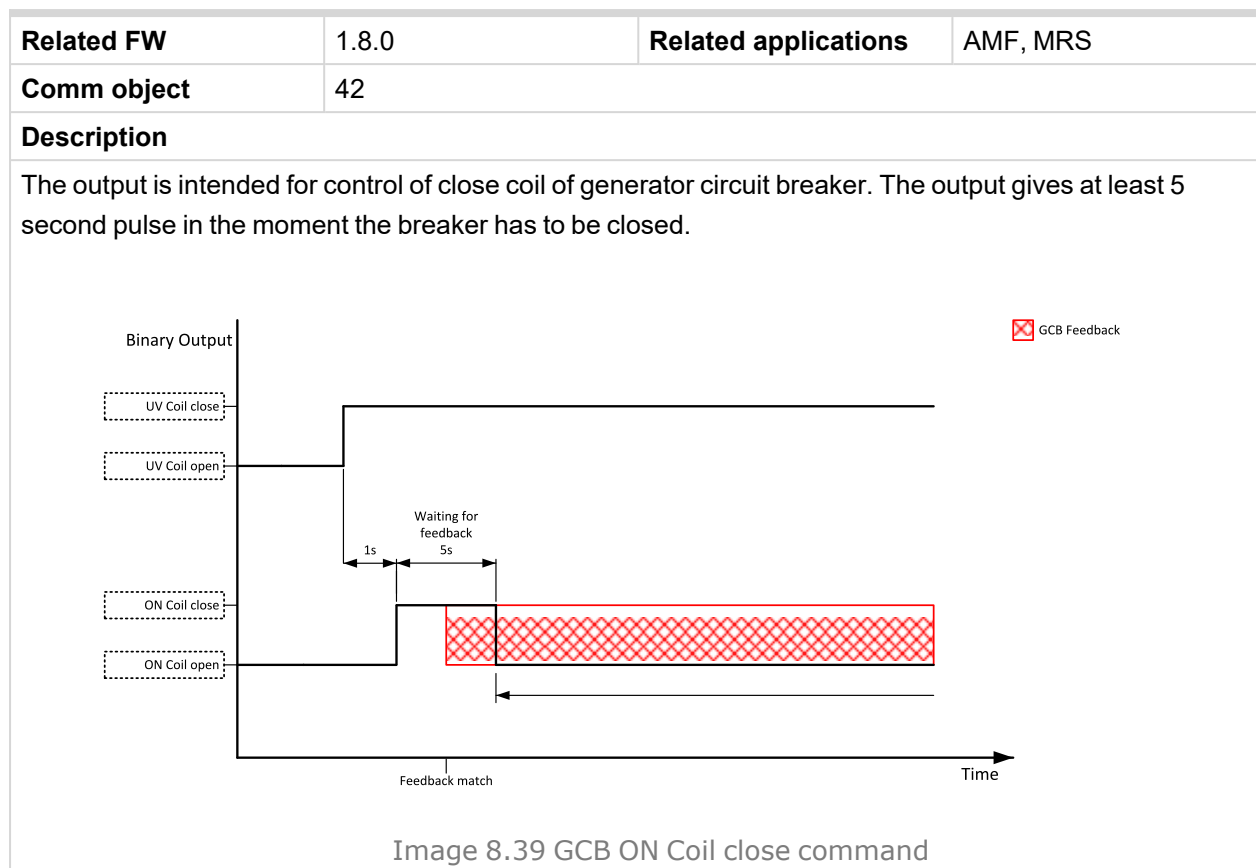 Related FW 1.8.0 Related applications AMF, MRS
Comm object 42
Description
The output is intended for control of close coil of generator circuit breaker. The output gives at least 5
second pulse in the moment the breaker has to be closed.
Binary Output
GCB Feedback
UV Coil close
UV Coil open
Waiting for
feedback
1s 5s
ON Coil close
ON Coil open
Feedback match
Time
Image 8.39 GCB ON Coil close command